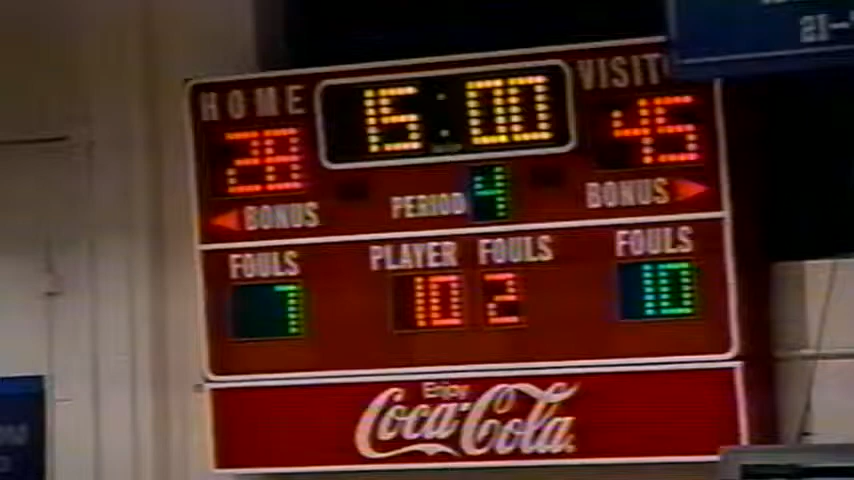 HOME 15:00 VISIT
28 45
BONUS PERIOD 4 BONUS
FOULS PLAYER FOULS FOULS
7 10 2 10
Enjoy
Coca-Cola